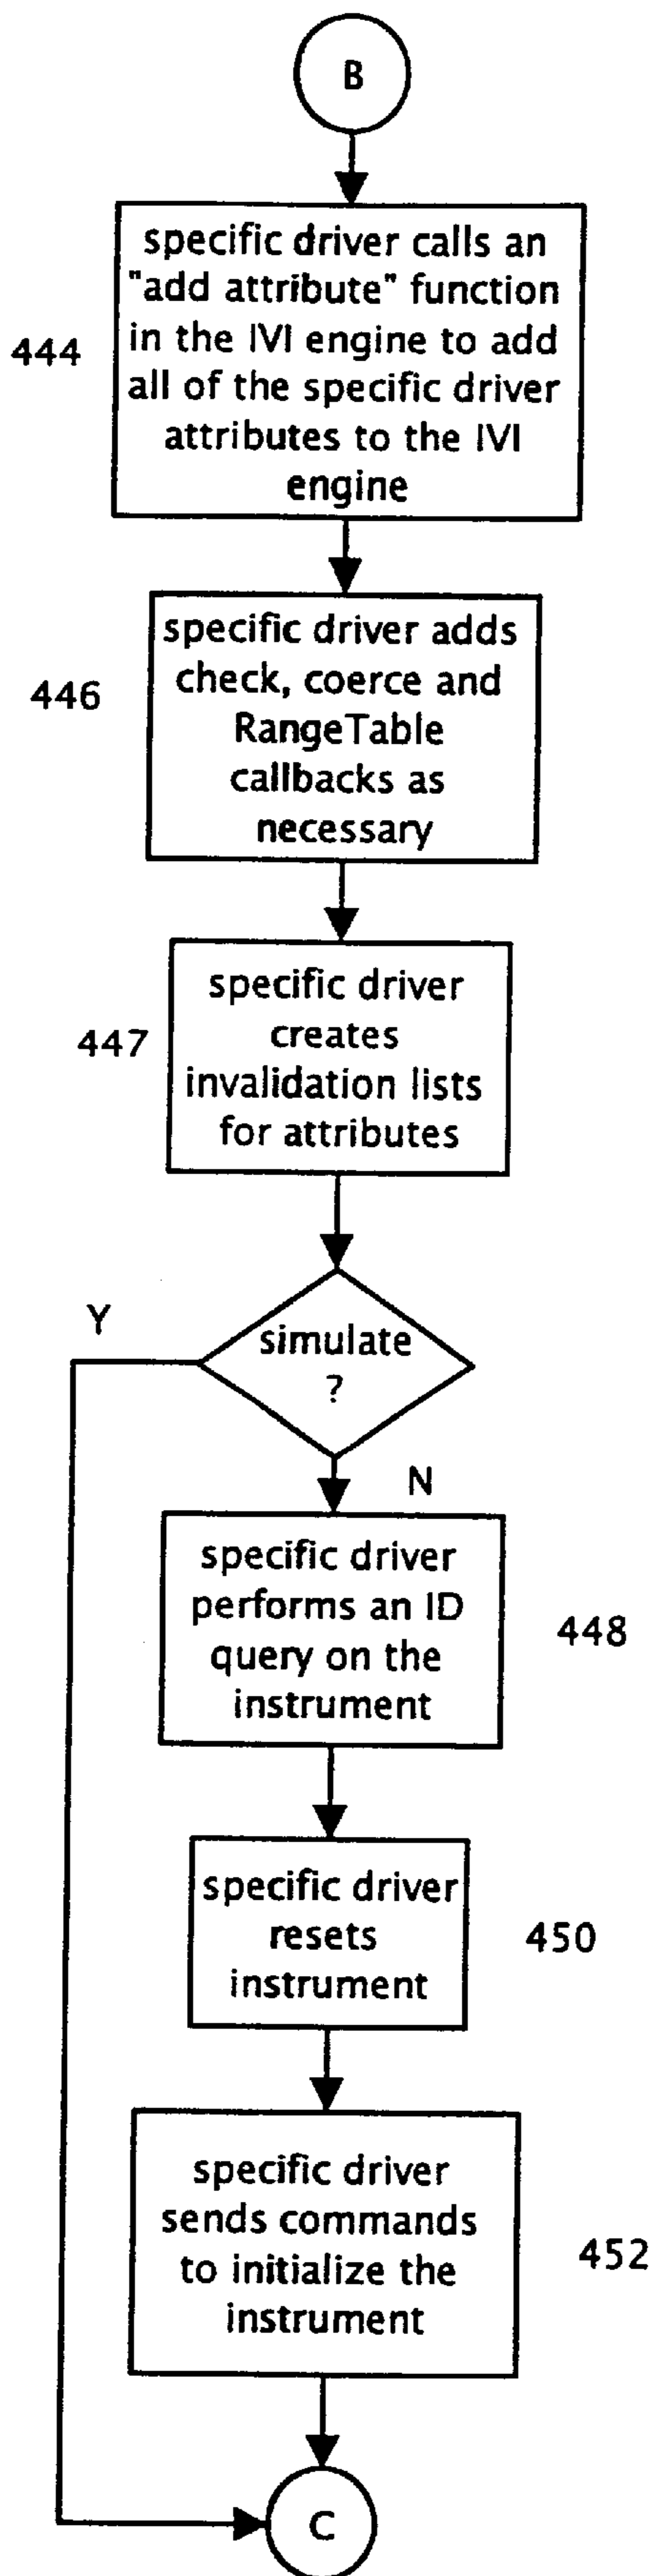 B
444
specific driver calls an
"add attribute" function
in the IVI engine to add
all of the specific driver
attributes to the IVI
engine
446
specific driver adds
check, coerce and
RangeTable
callbacks as
necessary
447
specific driver
creates
invalidation lists
for attributes
Y
simulate
?
N
specific driver
performs an ID
query on the
instrument
448
specific driver
resets
instrument
450
specific driver
sends commands
to initialize the
instrument
452
C